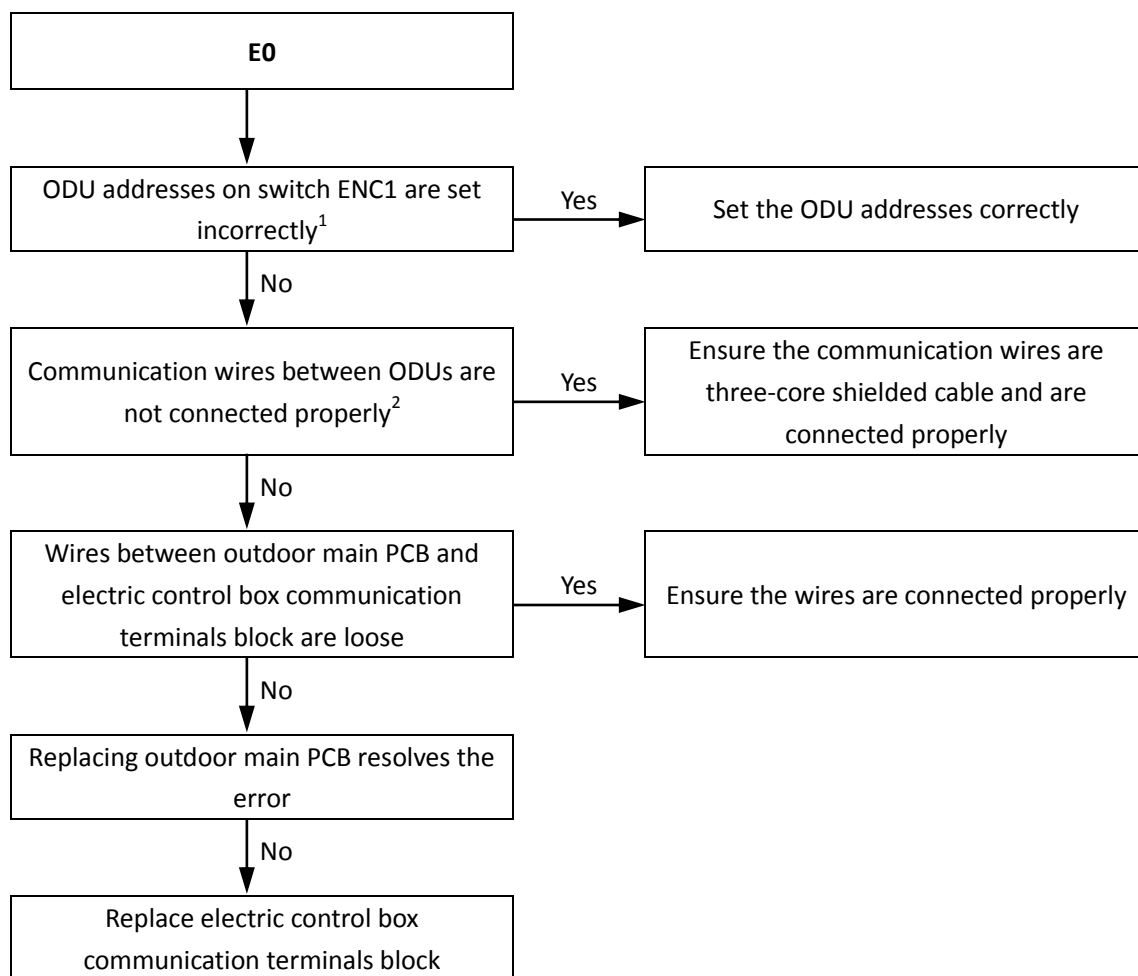 E0
ODU addresses on switch ENC1 are set
incorrectly¹
Yes
Set the ODU addresses correctly
No
Communication wires between ODUs are
not connected properly²
Yes
Ensure the communication wires are
three-core shielded cable and are
connected properly
No
Wires between outdoor main PCB and
electric control box communication
terminals block are loose
Yes
Ensure the wires are connected properly
No
Replacing outdoor main PCB resolves the
error
No
Replace electric control box
communication terminals block